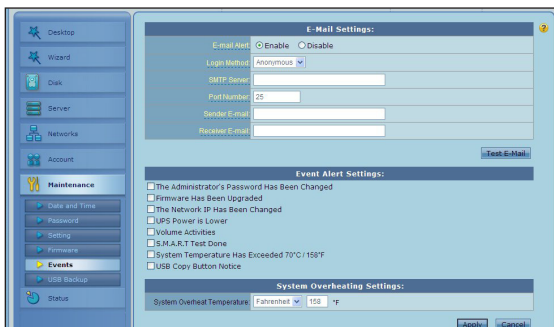 Desktop
Wizard
Disk
Server
Networks
Account
Maintenance
Date and Time
Password
Setting
Firmware
Events
USB Backup
Status
E-Mail Settings:
E-mail Alert: Enable Disable
Login Method: Anonymous
SMTP Server:
Port Number: 25
Sender E-mail:
Receiver E-mail:
Test E-Mail
Event Alert Settings:
The Administrator's Password Has Been Changed
Firmware Has Been Upgraded
The Network IP Has Been Changed
UPS Power is Lower
Volume Activities
S.M.A.R.T Test Done
System Temperature Has Exceeded 70°C / 158°F
USB Copy Button Notice
System Overheating Settings:
System Overheat Temperature: Fahrenheit 158 °F
Apply Cancel